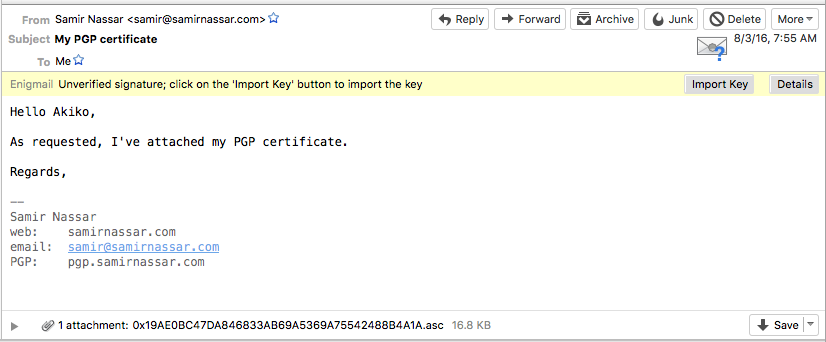 From Samir Nassar <samir@samirnassar.com> Reply Forward Archive Junk Delete More
Subject My PGP certificate 8/3/16, 7:55 AM
To Me
Enigmail Unverified signature; click on the 'Import Key' button to import the key Import Key Details
Hello Akiko,
As requested, I've attached my PGP certificate.
Regards,
--
Samir Nassar
web: samirnassar.com
email: samir@samirnassar.com
PGP: pgp.samirnassar.com
1 attachment: 0x19AE0BC47DA846833AB69A5369A75542488B4A1A.asc 16.8 KB Save